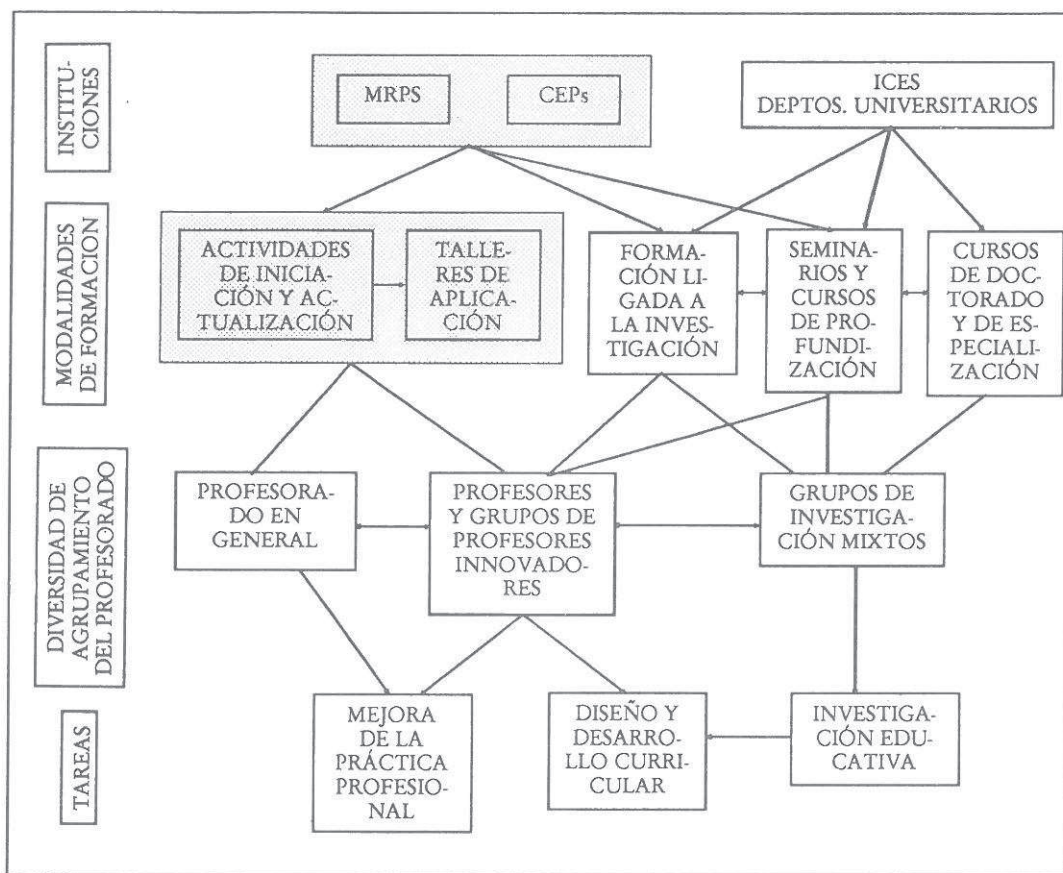 INSTITU-
CIONES
MRPS
CEPs
ICES
DEPTOS. UNIVERSITARIOS
MODALIDADES
DE FORMACION
ACTIVIDADES
DE INICIA-
CIÓN Y AC-
TUALIZACIÓN
TALLE-
RES DE
APLICA-
CIÓN
FORMA-
CIÓN LI-
GADA A
LA INVES-
TIGACIÓN
SEMINA-
RIOS Y
CURSOS
DE PRO-
FUNDI-
ZACIÓN
CURSOS
DE DOC-
TORADO
Y DE ES-
PECIALI-
ZACIÓN
DIVERSIDAD DE
AGRUPAMIENTO
DEL PROFESORADO
PROFESORA-
DO EN
GENERAL
PROFESORES
Y GRUPOS DE
PROFESORES
INNOVADO-
RES
GRUPOS DE
INVESTIGA-
CIÓN MIXTOS
TAREAS
MEJORA
DE LA
PRÁCTICA
PROFESIO-
NAL
DISEÑO Y
DESARRO-
LLO CURRI-
CULAR
INVESTIGA-
CIÓN EDU-
CATIVA